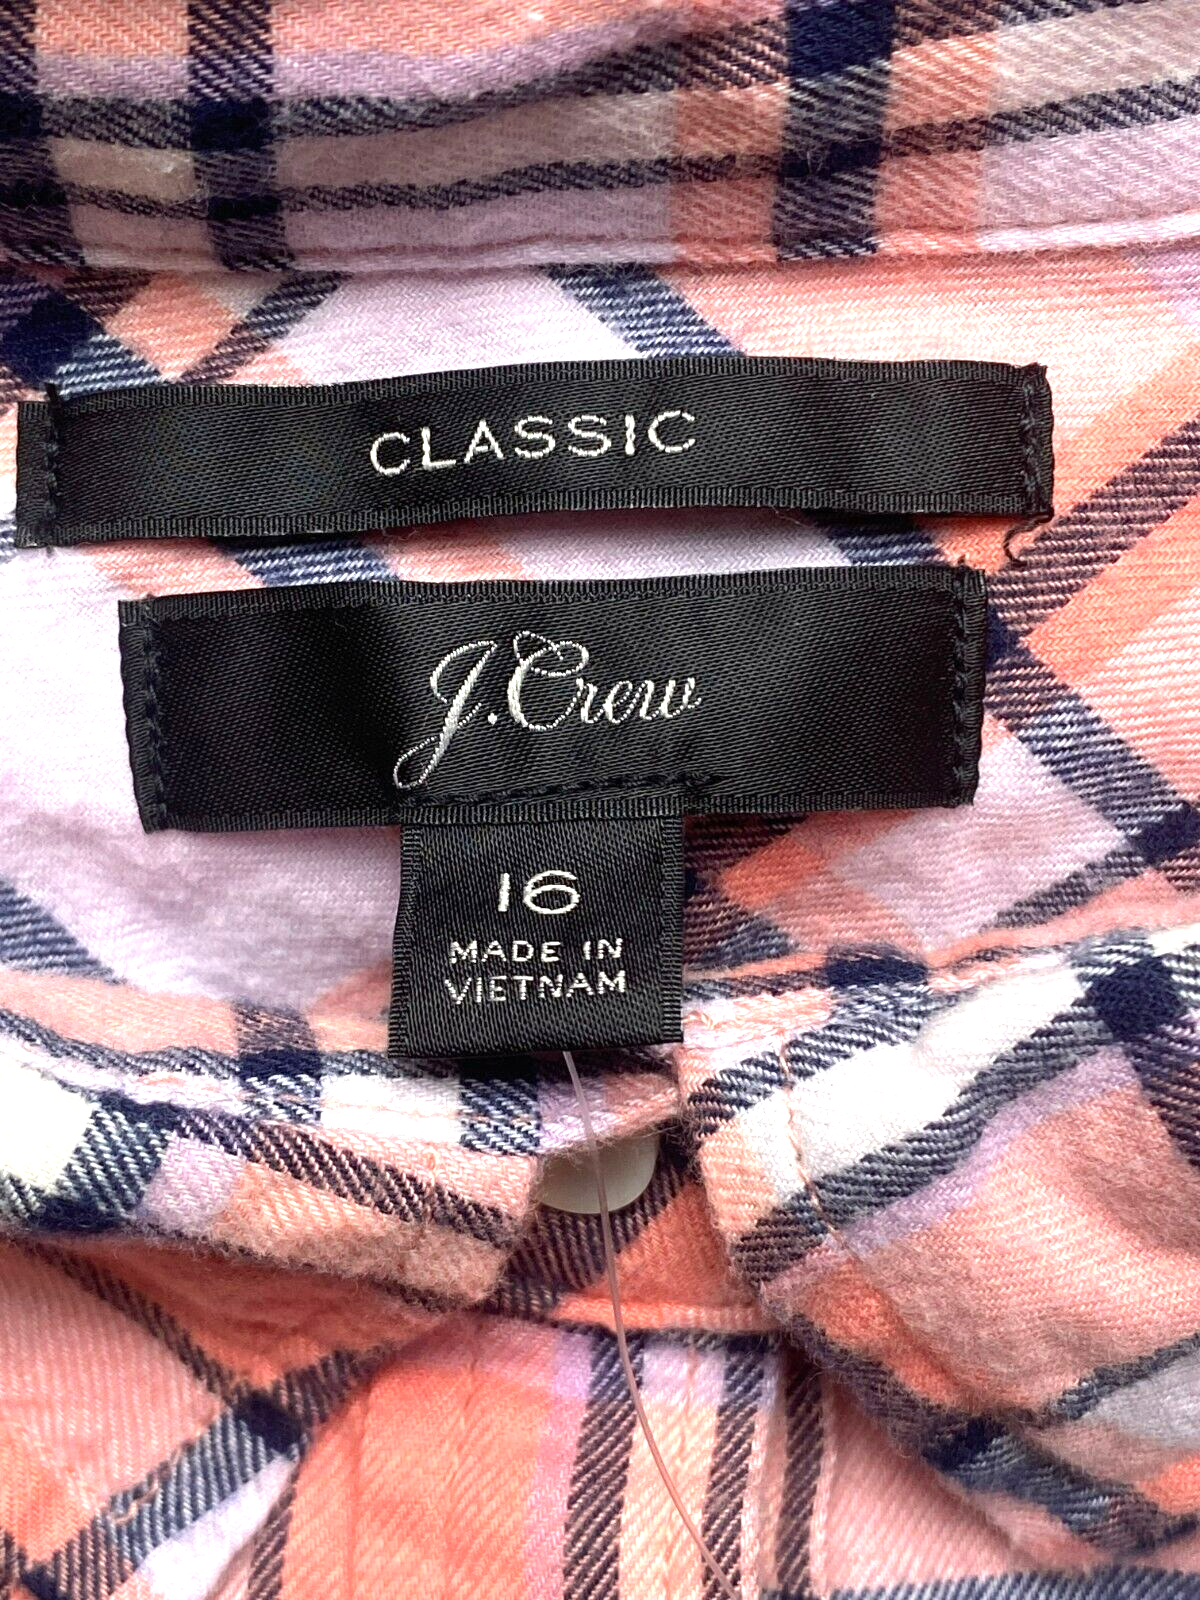 CLASSIC
J.Crew
16
MADE IN
VIETNAM